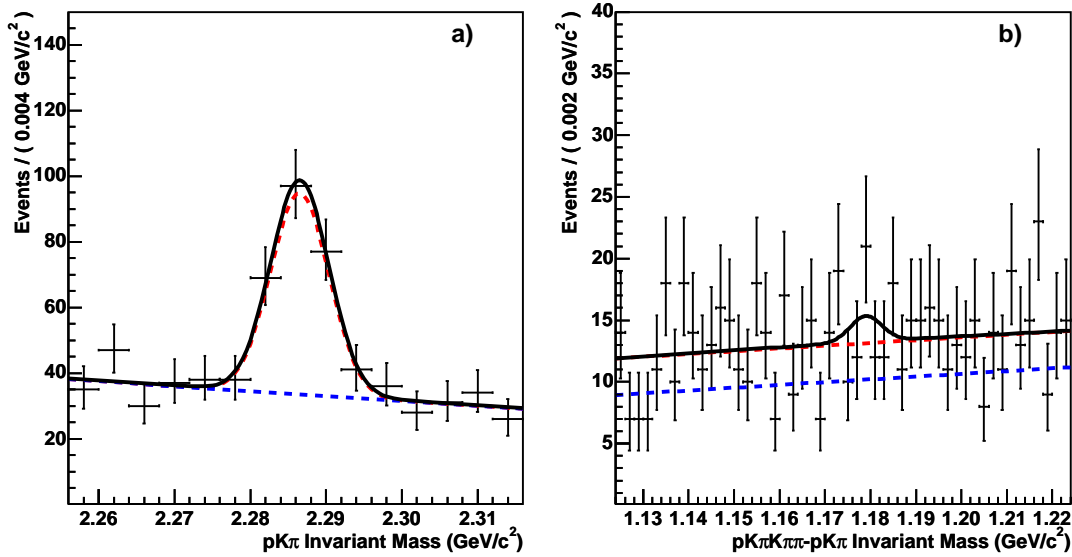 a)
Events / ( 0.004 GeV/c²)
140
120
100
80
60
40
20
2.26 2.27 2.28 2.29 2.30 2.31
pKπ Invariant Mass (GeV/c²)
b)
Events / ( 0.002 GeV/c²)
40
35
30
25
20
15
10
5
1.13 1.14 1.15 1.16 1.17 1.18 1.19 1.20 1.21 1.22
pKπKππ-pKπ Invariant Mass (GeV/c²)